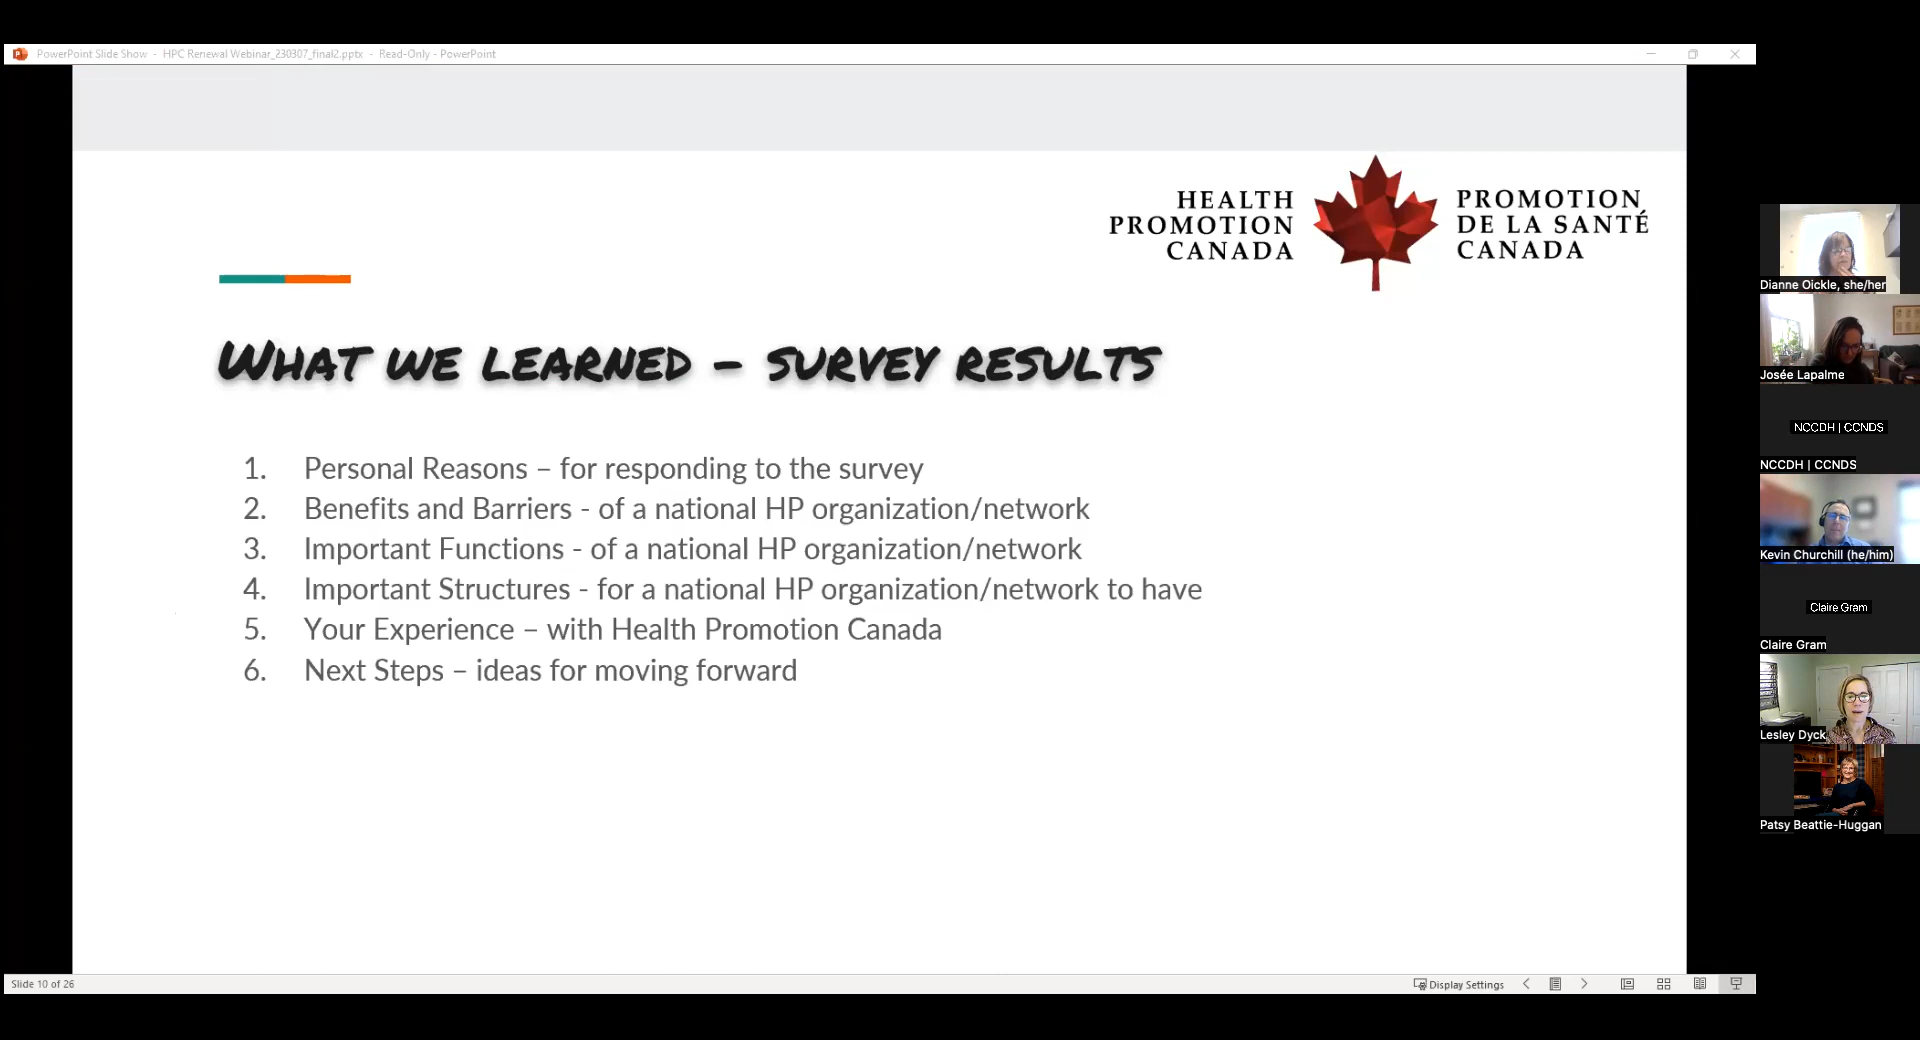 PowerPoint Slide Show - HPC Renewal Webinar_230307_final2.pptx - Read-Only - PowerPoint
HEALTH
PROMOTION
CANADA
PROMOTION
DE LA SANTÉ
CANADA
WHAT WE LEARNED – SURVEY RESULTS
1. Personal Reasons – for responding to the survey
2. Benefits and Barriers - of a national HP organization/network
3. Important Functions - of a national HP organization/network
4. Important Structures - for a national HP organization/network to have
5. Your Experience – with Health Promotion Canada
6. Next Steps – ideas for moving forward
Slide 10 of 26
Display Settings
Dianne Oickle, she/her
Josée Lapalme
NCCDH | CCNDS
NCCDH | CCNDS
Kevin Churchill (he/him)
Claire Gram
Claire Gram
Lesley Dyck
Patsy Beattie-Huggan